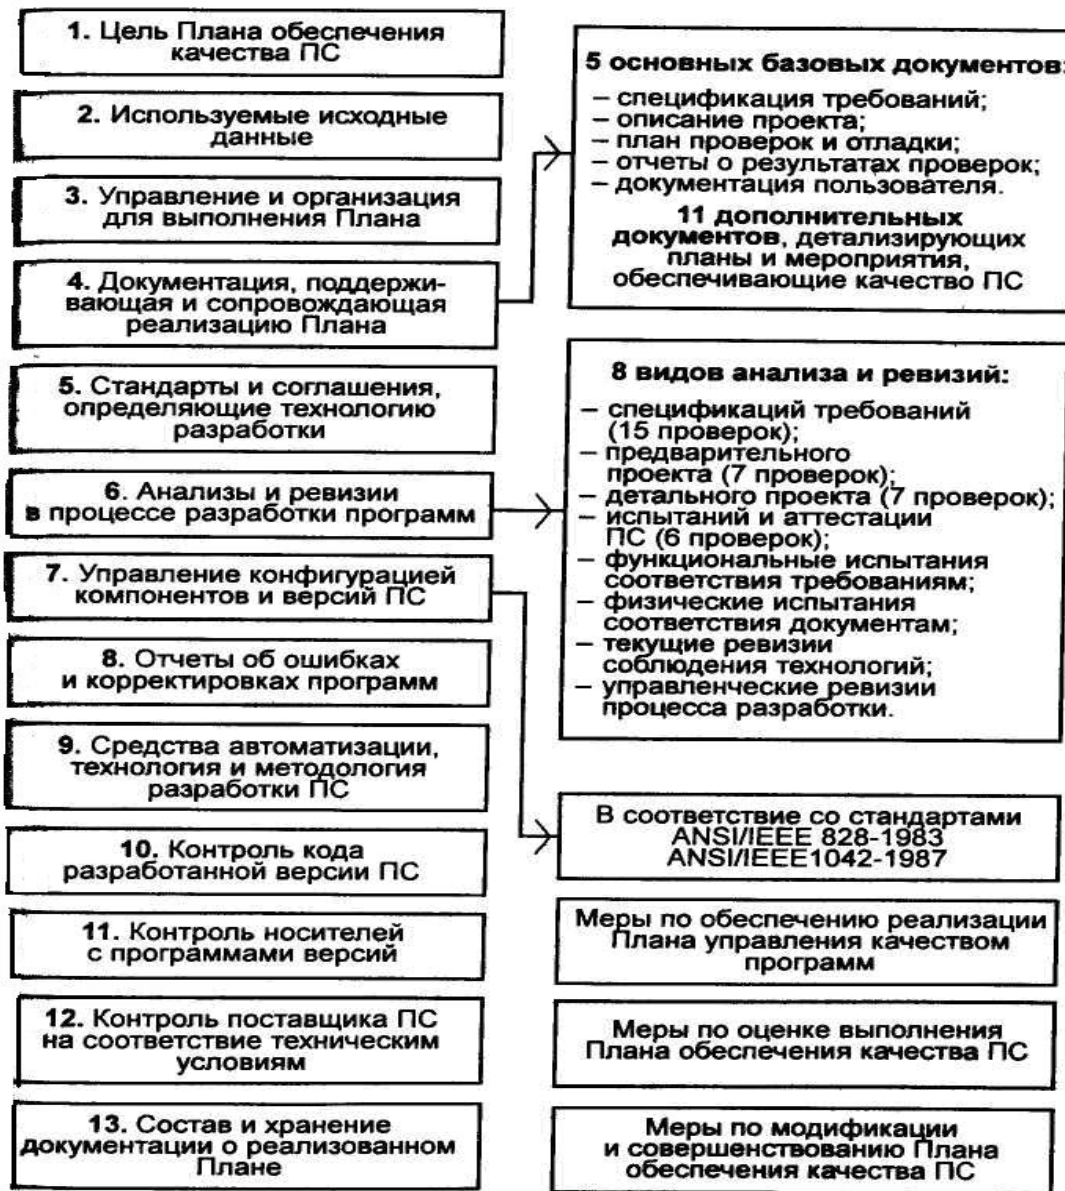 1. Цель Плана обеспечения
качества ПС
2. Используемые исходные
данные
3. Управление и организация
для выполнения Плана
4. Документация, поддержи-
вающая и сопровождающая
реализацию Плана
5. Стандарты и соглашения,
определяющие технологию
разработки
6. Анализы и ревизии
в процессе разработки программ
7. Управление конфигурацией
компонентов и версий ПС
8. Отчеты об ошибках
и корректировках программ
9. Средства автоматизации,
технология и методология
разработки ПС
10. Контроль кода
разработанной версии ПС
11. Контроль носителей
с программами версий
12. Контроль поставщика ПС
на соответствие техническим
условиям
13. Состав и хранение
документации о реализованном
Плане
5 основных базовых документов:
– спецификация требований;
– описание проекта;
– план проверок и отладки;
– отчеты о результатах проверок;
– документация пользователя.
11 дополнительных
документов, детализирующих
планы и мероприятия,
обеспечивающие качество ПС
8 видов анализа и ревизий:
– спецификаций требований
(15 проверок);
– предварительного
проекта (7 проверок);
– детального проекта (7 проверок);
– испытаний и аттестации
ПС (6 проверок);
– функциональные испытания
соответствия требованиям;
– физические испытания
соответствия документам;
– текущие ревизии
соблюдения технологий;
– управленческие ревизии
процесса разработки.
В соответствие со стандартами
ANSI/IEEE 828-1983
ANSI/IEEE1042-1987
Меры по обеспечению реализации
Плана управления качеством
программ
Меры по оценке выполнения
Плана обеспечения качества ПС
Меры по модификации
и совершенствованию Плана
обеспечения качества ПС